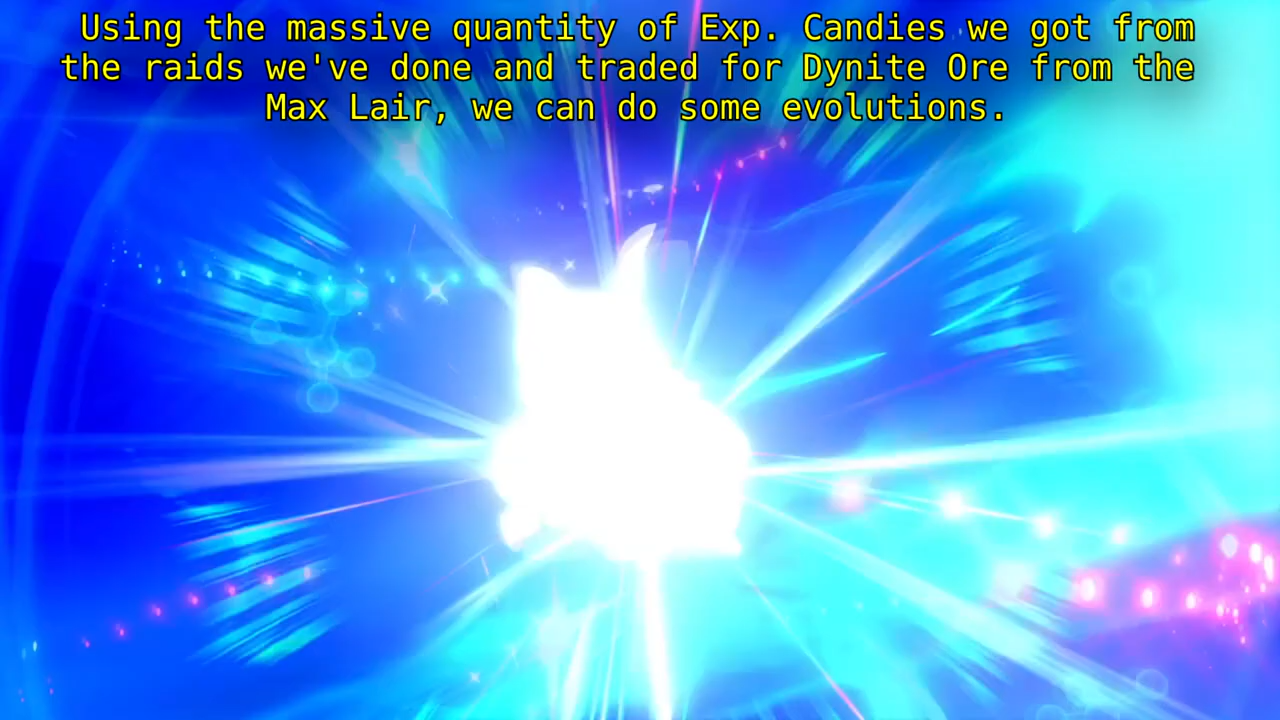 Using the massive quantity of Exp. Candies we got from
the raids we've done and traded for Dynite Ore from the
Max Lair, we can do some evolutions.